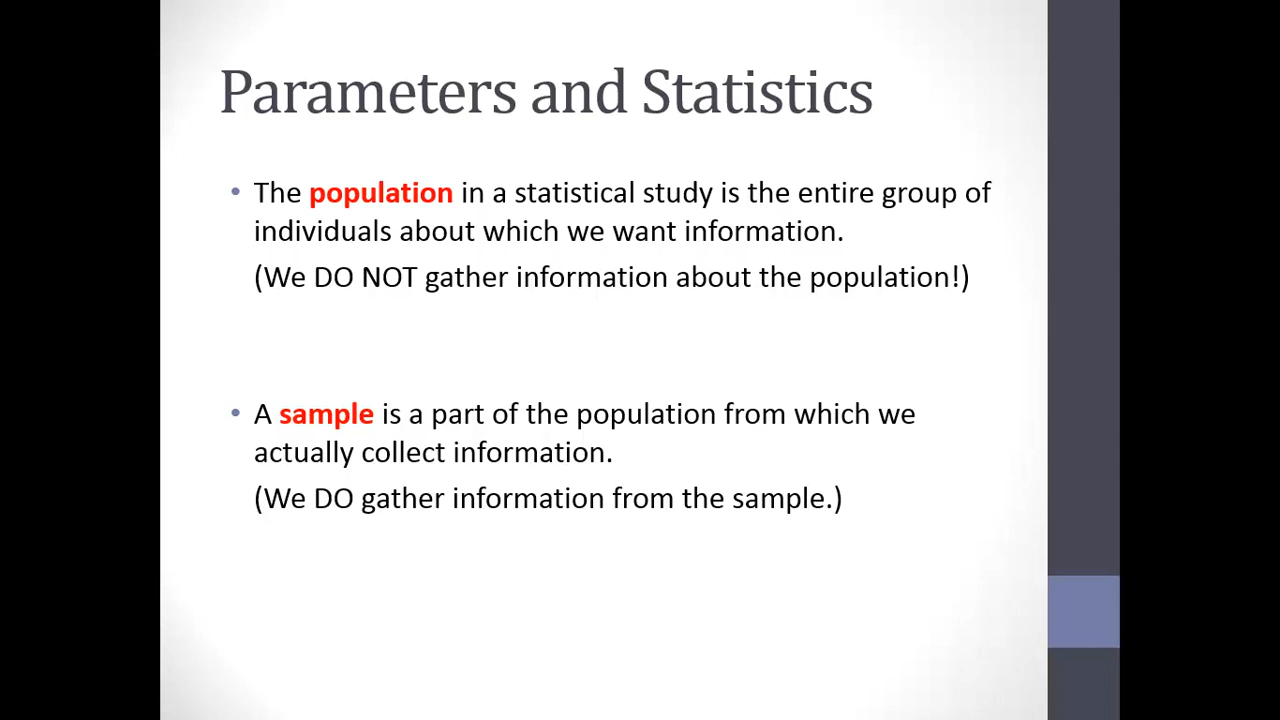 Parameters and Statistics
• The population in a statistical study is the entire group of
individuals about which we want information.
(We DO NOT gather information about the population!)
• A sample is a part of the population from which we
actually collect information.
(We DO gather information from the sample.)